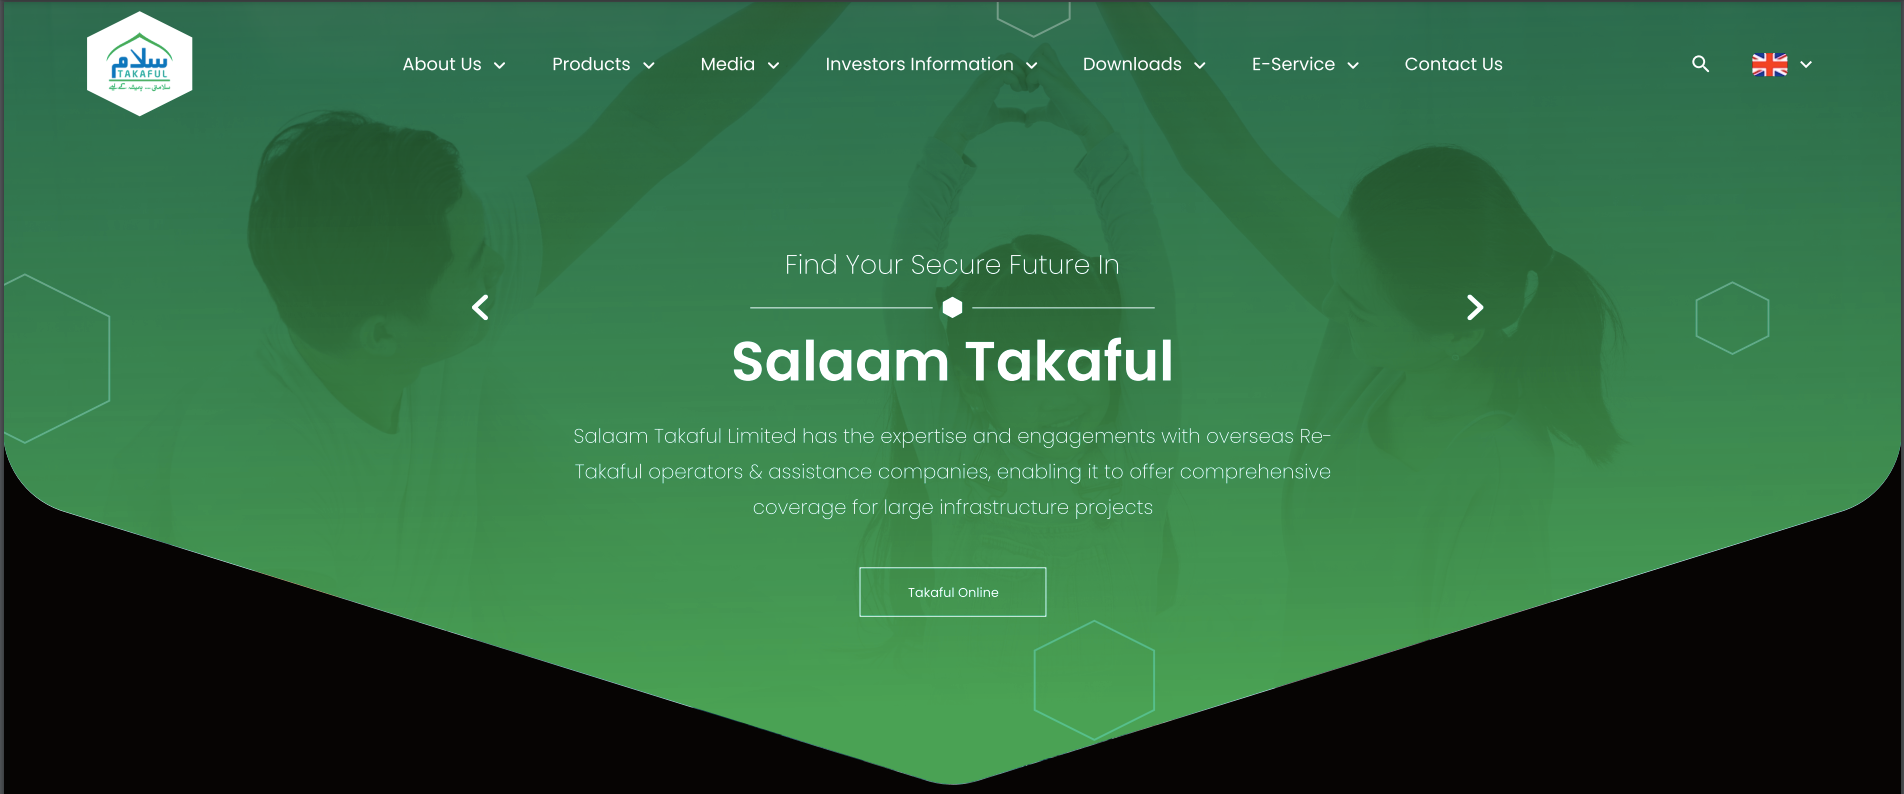 سلام
TAKAFUL
About Us
Products
Media
Investors Information
Downloads
E-Service
Contact Us
Find Your Secure Future In
Salaam Takaful
Salaam Takaful Limited has the expertise and engagements with overseas Re-
Takaful operators & assistance companies, enabling it to offer comprehensive
coverage for large infrastructure projects
Takaful Online